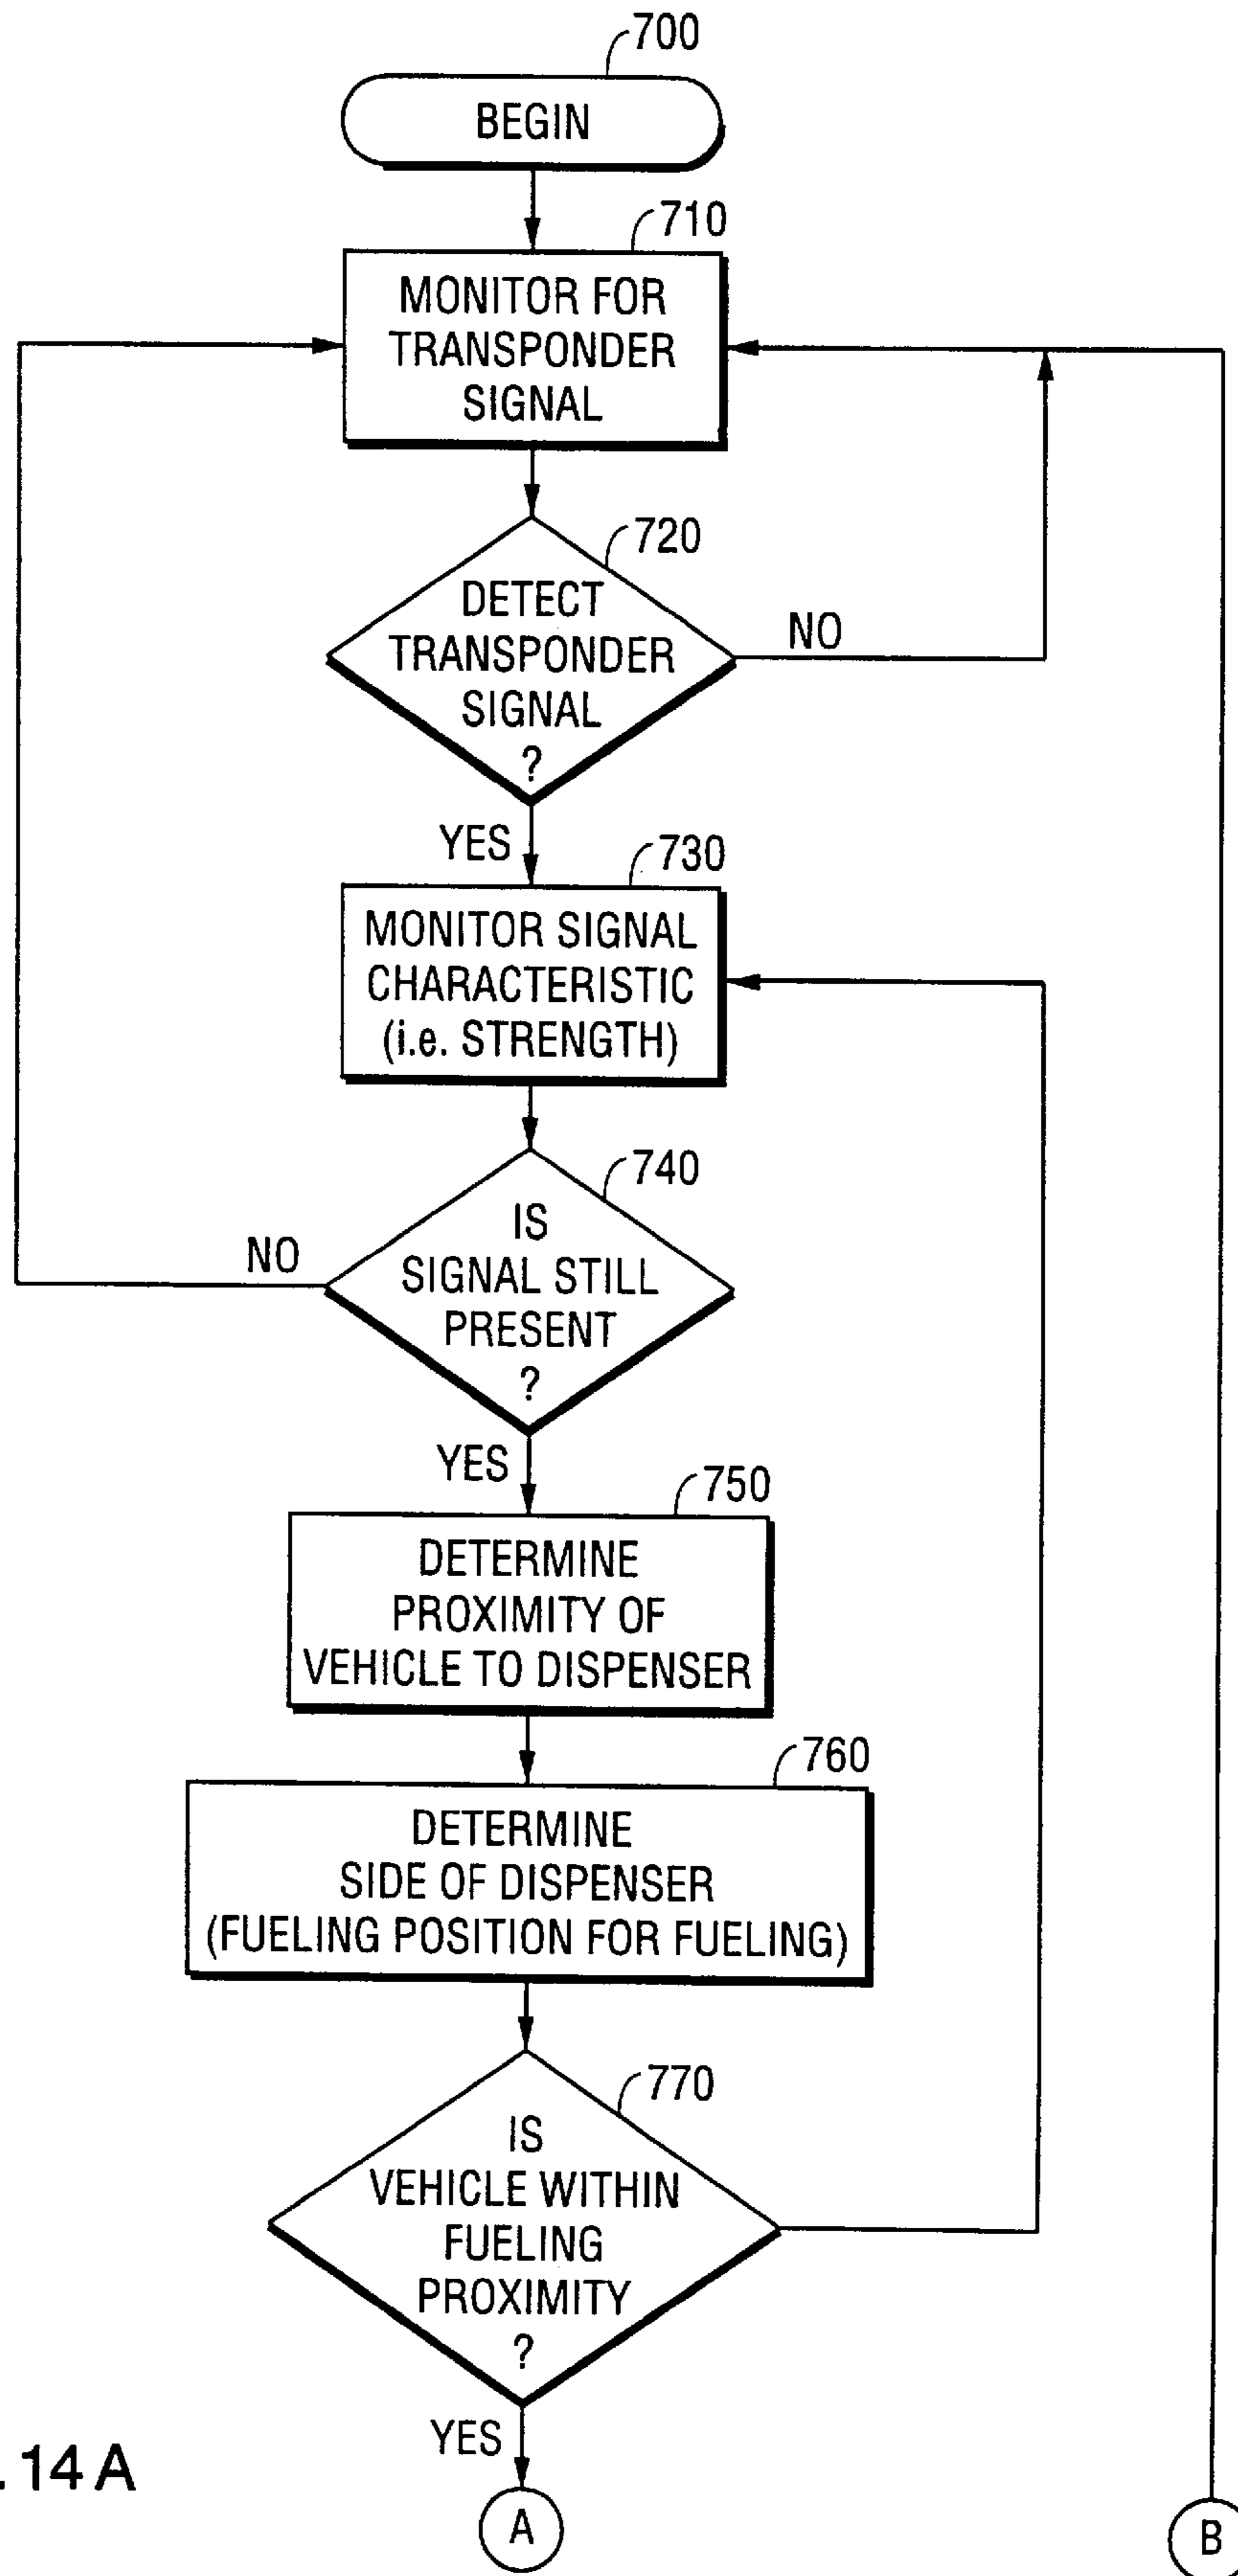 700
BEGIN
710
MONITOR FOR
TRANSPONDER
SIGNAL
720
DETECT
TRANSPONDER
SIGNAL
?
NO
YES
730
MONITOR SIGNAL
CHARACTERISTIC
(i.e. STRENGTH)
740
IS
SIGNAL STILL
PRESENT
?
NO
YES
750
DETERMINE
PROXIMITY OF
VEHICLE TO DISPENSER
760
DETERMINE
SIDE OF DISPENSER
(FUELING POSITION FOR FUELING)
770
IS
VEHICLE WITHIN
FUELING
PROXIMITY
?
YES
. 14 A
A
B